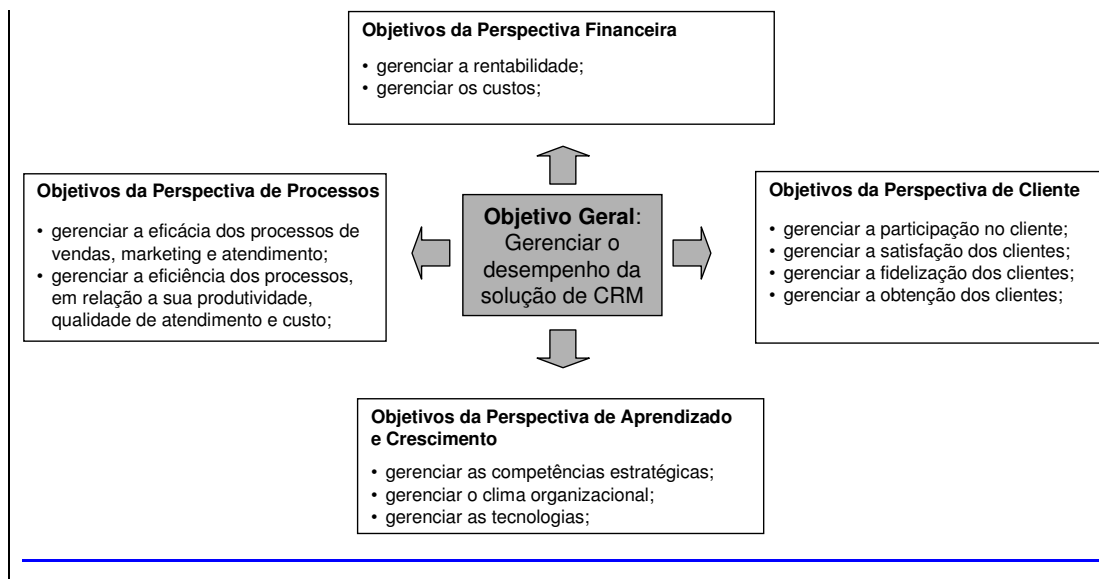 Objetivos da Perspectiva Financeira
• gerenciar a rentabilidade;
• gerenciar os custos;
Objetivos da Perspectiva de Processos
• gerenciar a eficácia dos processos de
vendas, marketing e atendimento;
• gerenciar a eficiência dos processos,
em relação a sua produtividade,
qualidade de atendimento e custo;
Objetivo Geral:
Gerenciar o
desempenho da
solução de CRM
Objetivos da Perspectiva de Cliente
• gerenciar a participação no cliente;
• gerenciar a satisfação dos clientes;
• gerenciar a fidelização dos clientes;
• gerenciar a obtenção dos clientes;
Objetivos da Perspectiva de Aprendizado
e Crescimento
• gerenciar as competências estratégicas;
• gerenciar o clima organizacional;
• gerenciar as tecnologias;